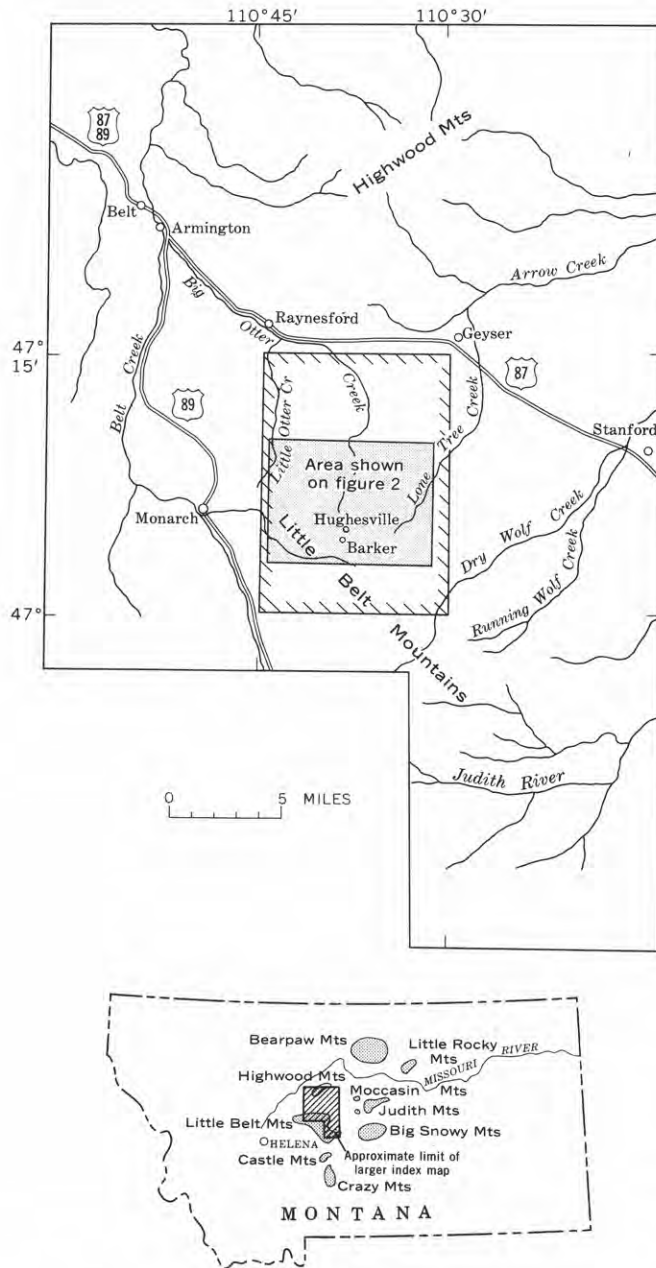 110°45′
110°30′
87
89
Highwood Mts
Belt
Armington
Arrow Creek
Big Otter Creek
Raynesford
Geyser
47°
15′
Belt Creek
89
87
Little Otter Cr
Lone Tree Creek
Stanford
Area shown
on figure 2
Monarch
Hughesville
Barker
Little Belt Mountains
Dry Wolf Creek
Running Wolf Creek
47°
Judith River
0 5 MILES
Bearpaw Mts
Little Rocky
Mts
MISSOURI RIVER
Highwood Mts
Moccasin Mts
Judith Mts
Little Belt Mts
Big Snowy Mts
HELENA
Castle Mts
Approximate limit of
larger index map
Crazy Mts
MONTANA